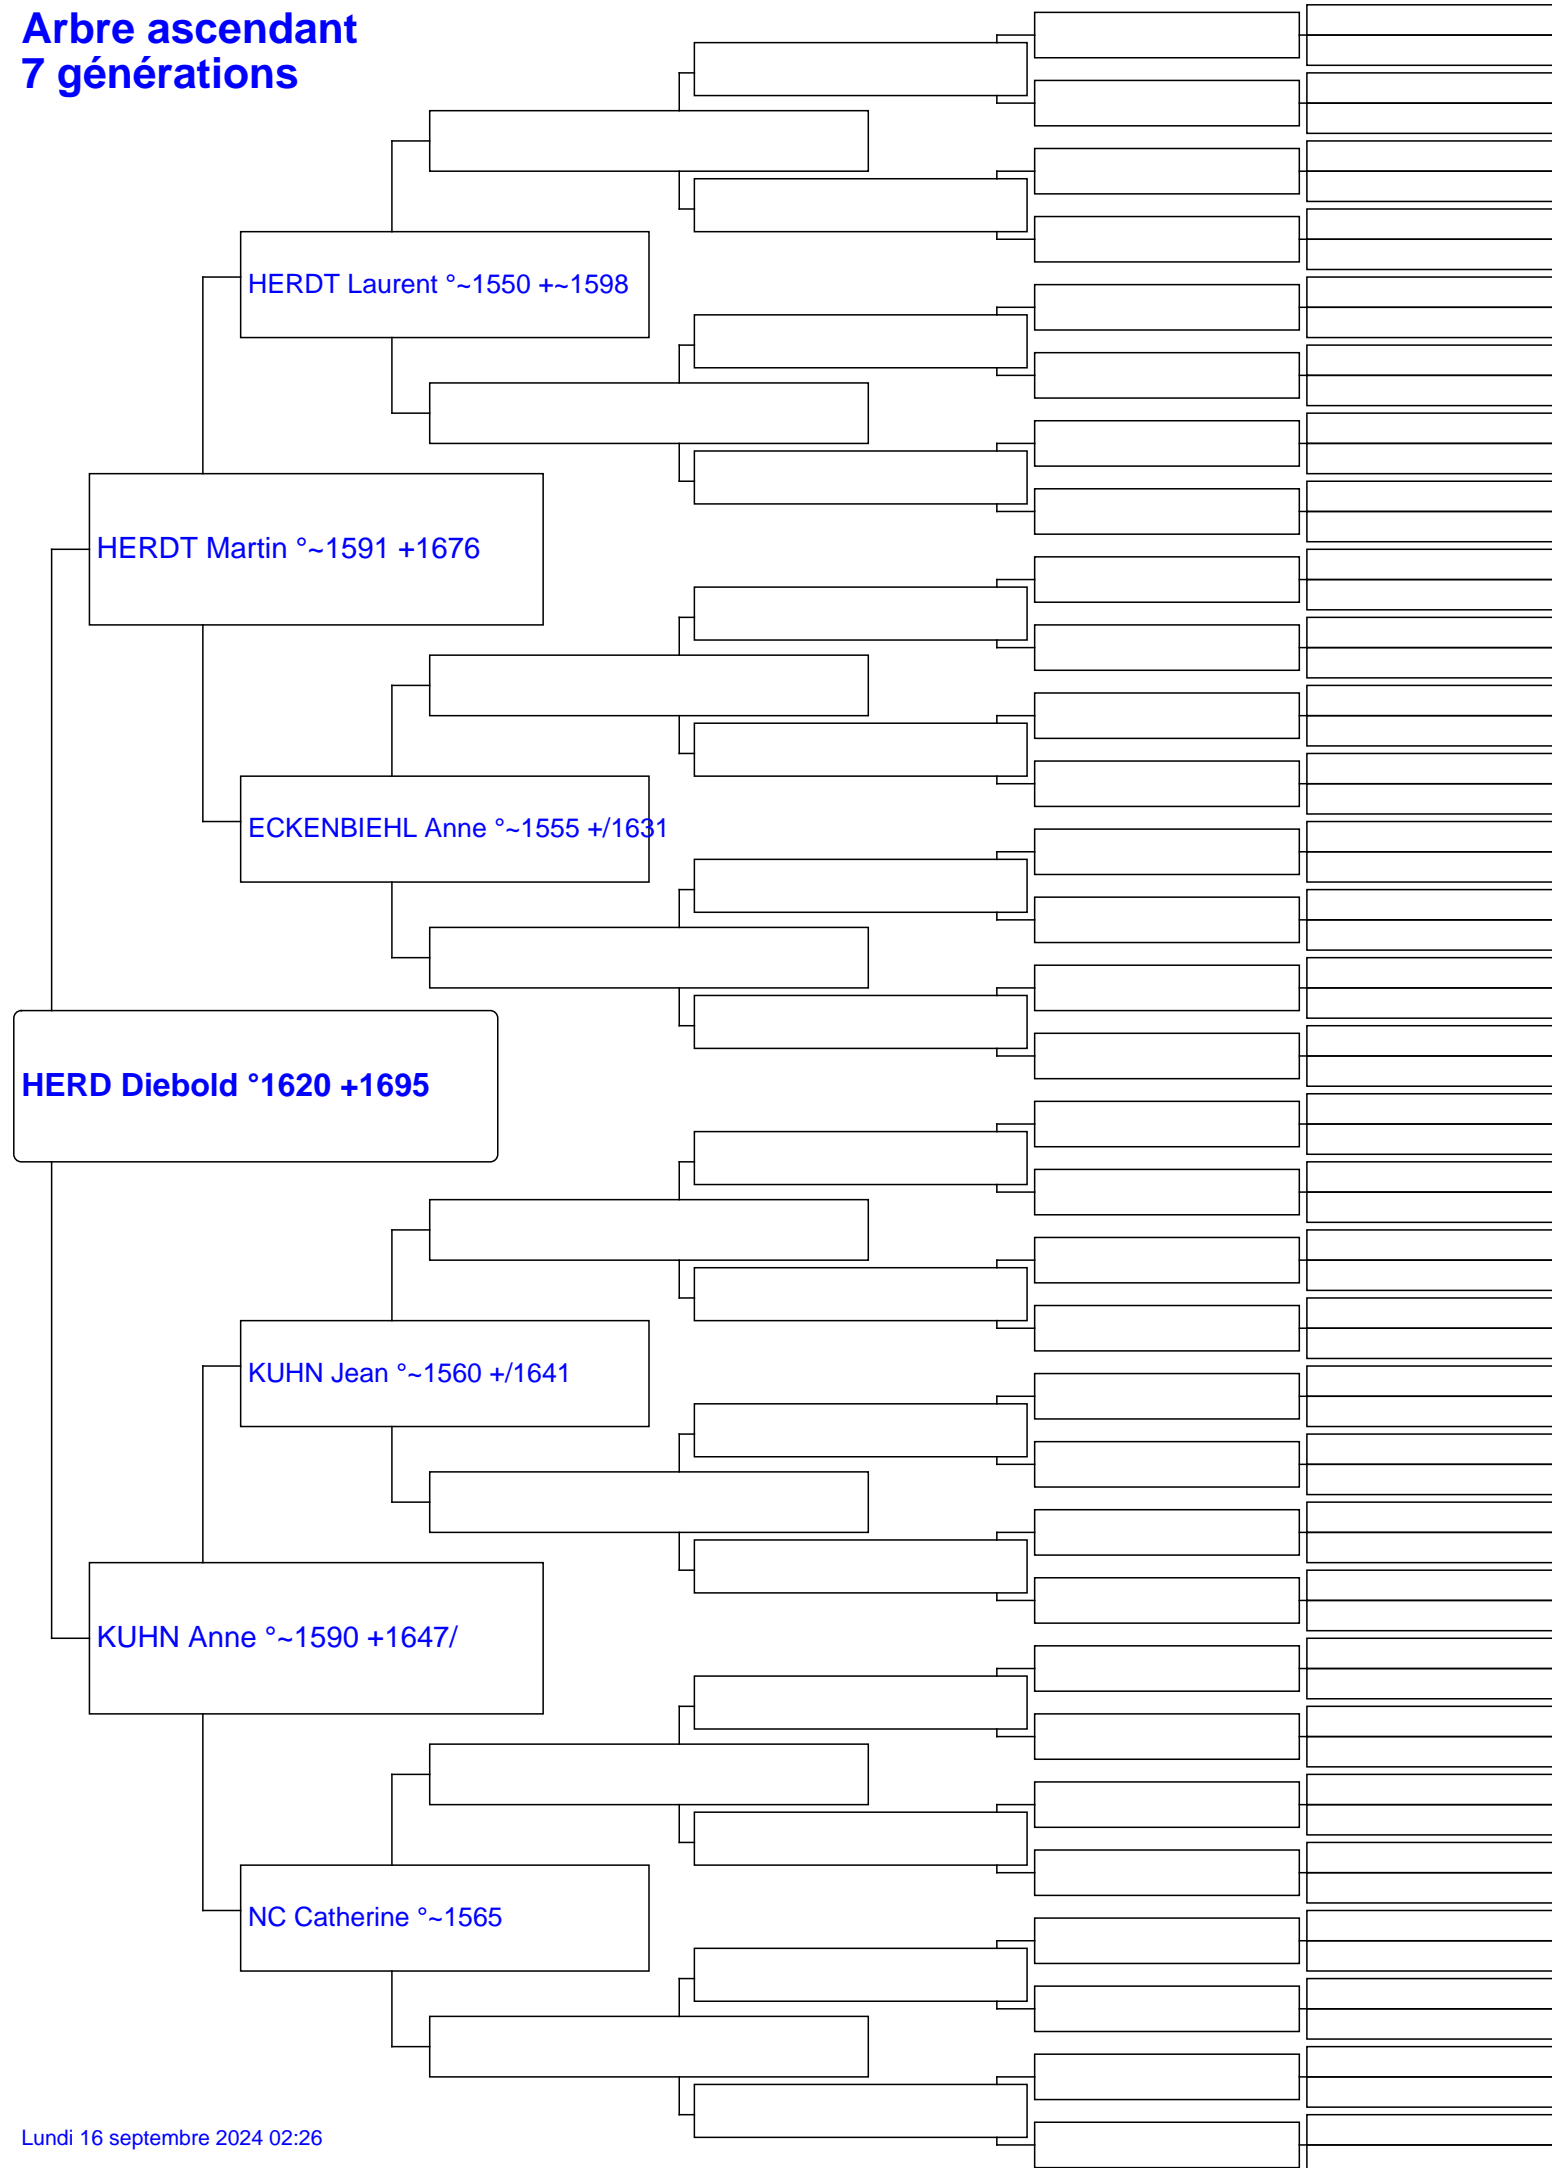 Arbre ascendant
7 générations
HERDT Laurent °~1550 +~1598
HERDT Martin °~1591 +1676
ECKENBIEHL Anne °~1555 +/1631
HERD Diebold °1620 +1695
KUHN Jean °~1560 +/1641
KUHN Anne °~1590 +1647/
NC Catherine °~1565
Lundi 16 septembre 2024 02:26